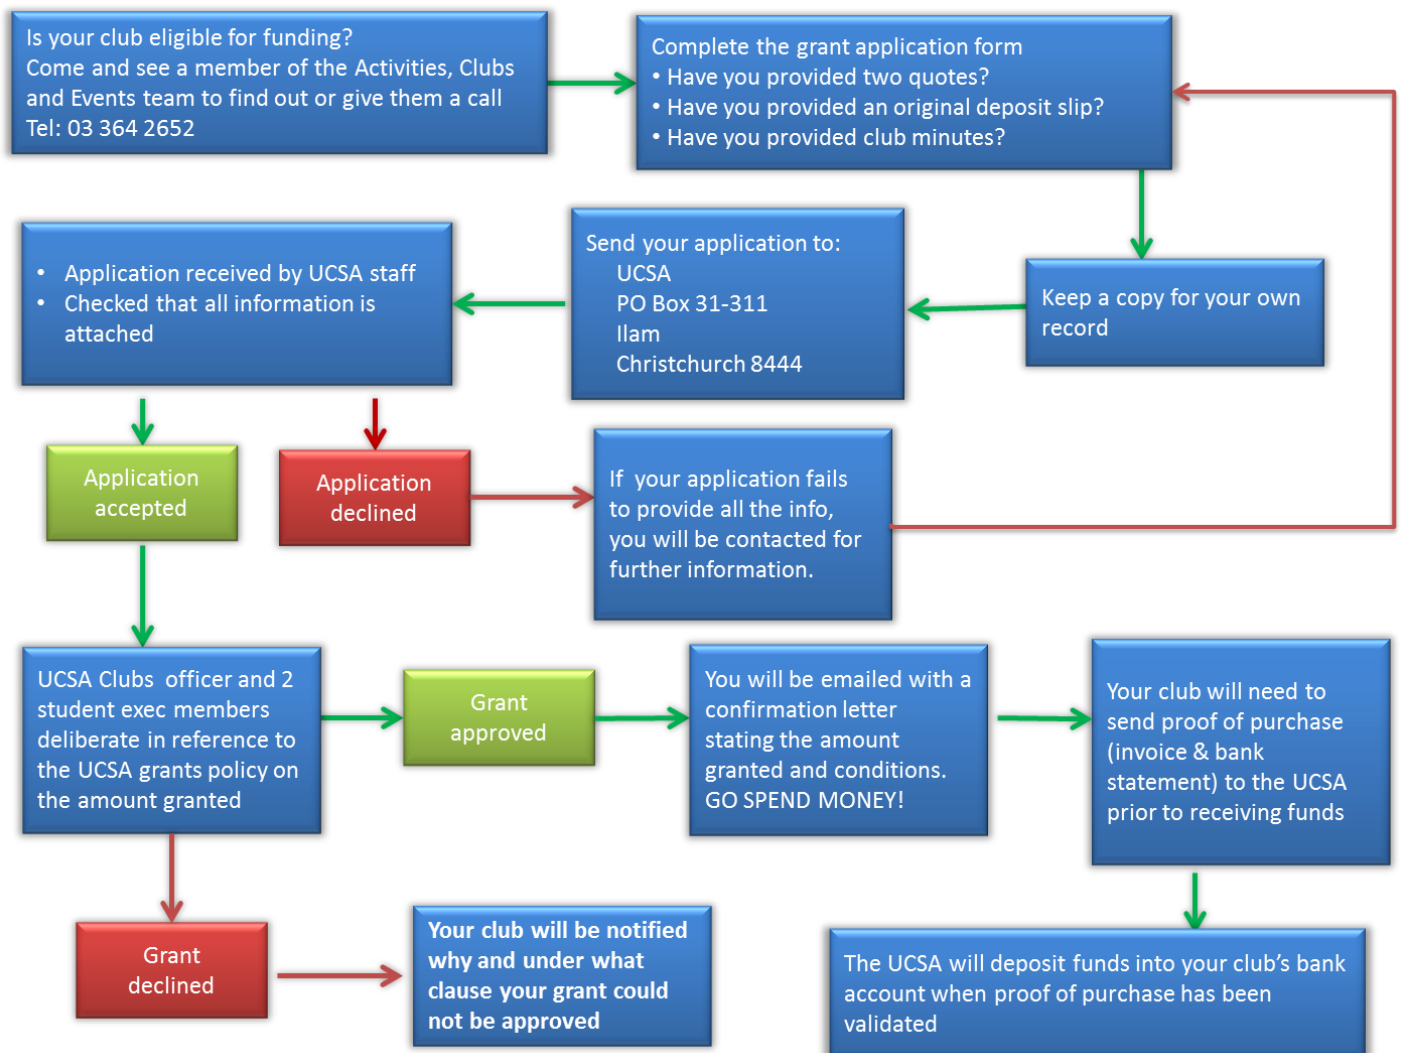 Is your club eligible for funding?
Come and see a member of the Activities, Clubs
and Events team to find out or give them a call
Tel: 03 364 2652
Complete the grant application form
• Have you provided two quotes?
• Have you provided an original deposit slip?
• Have you provided club minutes?
Keep a copy for your own
record
Send your application to:
UCSA
PO Box 31-311
Ilam
Christchurch 8444
• Application received by UCSA staff
• Checked that all information is
attached
Application
accepted
Application
declined
If your application fails
to provide all the info,
you will be contacted for
further information.
UCSA Clubs officer and 2
student exec members
deliberate in reference to
the UCSA grants policy on
the amount granted
Grant
approved
You will be emailed with a
confirmation letter
stating the amount
granted and conditions.
GO SPEND MONEY!
Your club will need to
send proof of purchase
(invoice & bank
statement) to the UCSA
prior to receiving funds
Grant
declined
Your club will be notified
why and under what
clause your grant could
not be approved
The UCSA will deposit funds into your club's bank
account when proof of purchase has been
validated